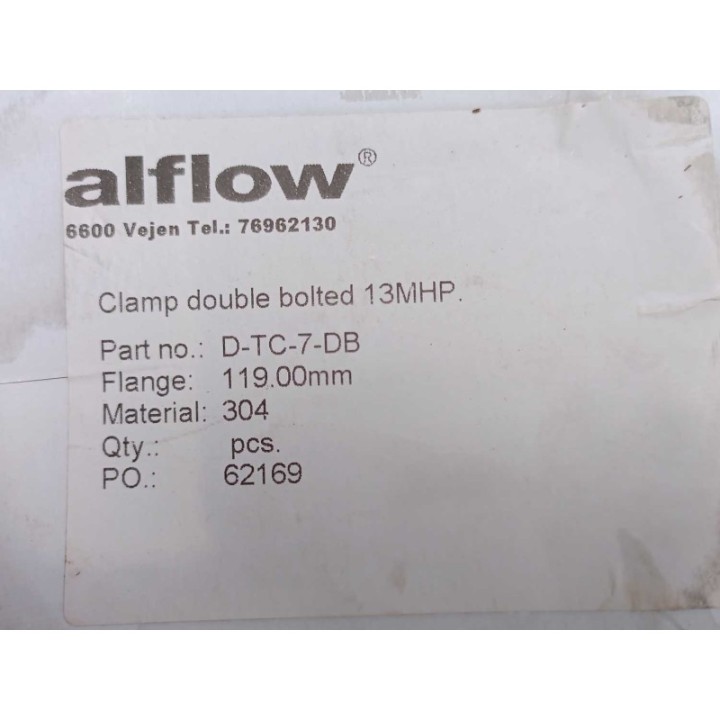 alflow®
6600 Vejen Tel.: 76962130
Clamp double bolted 13MHP.
Part no.: D-TC-7-DB
Flange: 119.00mm
Material: 304
Qty.: pcs.
PO.: 62169